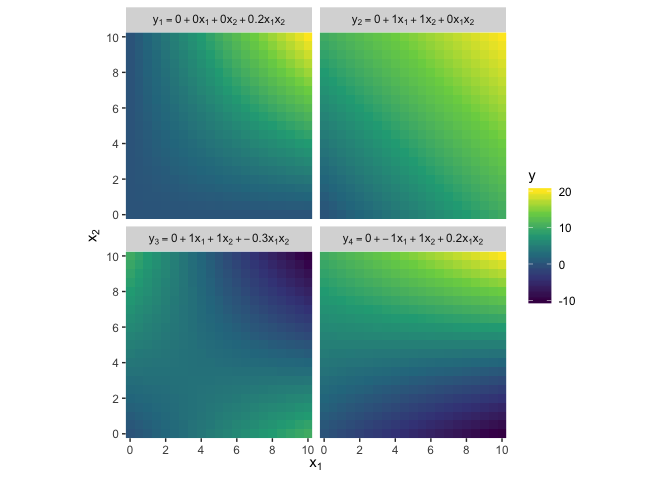 y₁ = 0 + 0x₁ + 0x₂ + 0.2x₁x₂
y₂ = 0 + 1x₁ + 1x₂ + 0x₁x₂
10
8
6
4
2
0
y₃ = 0 + 1x₁ + 1x₂ + − 0.3x₁x₂
y₄ = 0 + − 1x₁ + 1x₂ + 0.2x₁x₂
10
8
6
4
2
0
0 2 4 6 8 10 0 2 4 6 8 10
x₁
x₂
y
20
10
0
-10